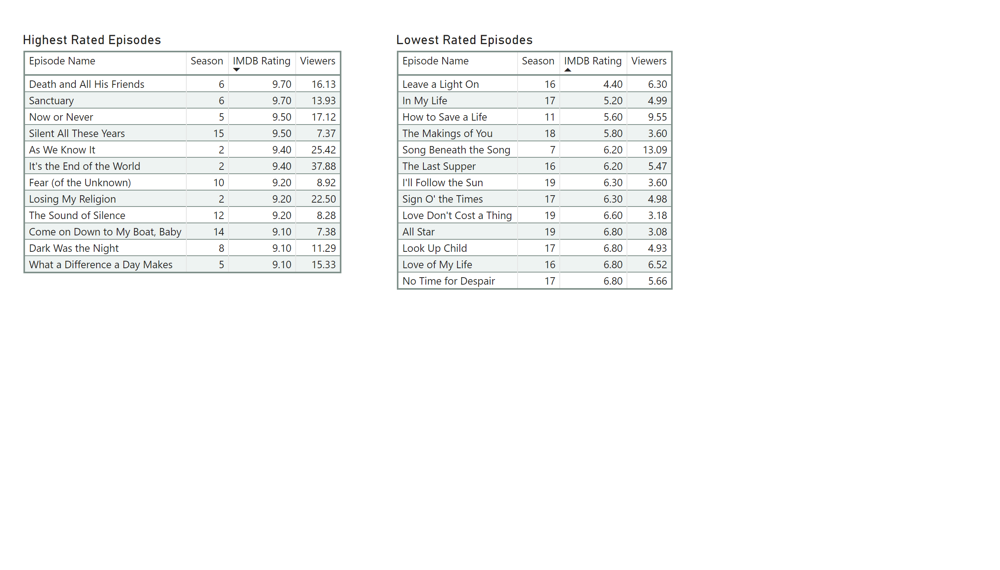 Highest Rated Episodes
Episode Name Season IMDB Rating Viewers
Death and All His Friends 6 9.70 16.13
Sanctuary 6 9.70 13.93
Now or Never 5 9.50 17.12
Silent All These Years 15 9.50 7.37
As We Know It 2 9.40 25.42
It's the End of the World 2 9.40 37.88
Fear (of the Unknown) 10 9.20 8.92
Losing My Religion 2 9.20 22.50
The Sound of Silence 12 9.20 8.28
Come on Down to My Boat, Baby 14 9.10 7.38
Dark Was the Night 8 9.10 11.29
What a Difference a Day Makes 5 9.10 15.33
Lowest Rated Episodes
Episode Name Season IMDB Rating Viewers
Leave a Light On 16 4.40 6.30
In My Life 17 5.20 4.99
How to Save a Life 11 5.60 9.55
The Makings of You 18 5.80 3.60
Song Beneath the Song 7 6.20 13.09
The Last Supper 16 6.20 5.47
I'll Follow the Sun 19 6.30 3.60
Sign O' the Times 17 6.30 4.98
Love Don't Cost a Thing 19 6.60 3.18
All Star 19 6.80 3.08
Look Up Child 17 6.80 4.93
Love of My Life 16 6.80 6.52
No Time for Despair 17 6.80 5.66